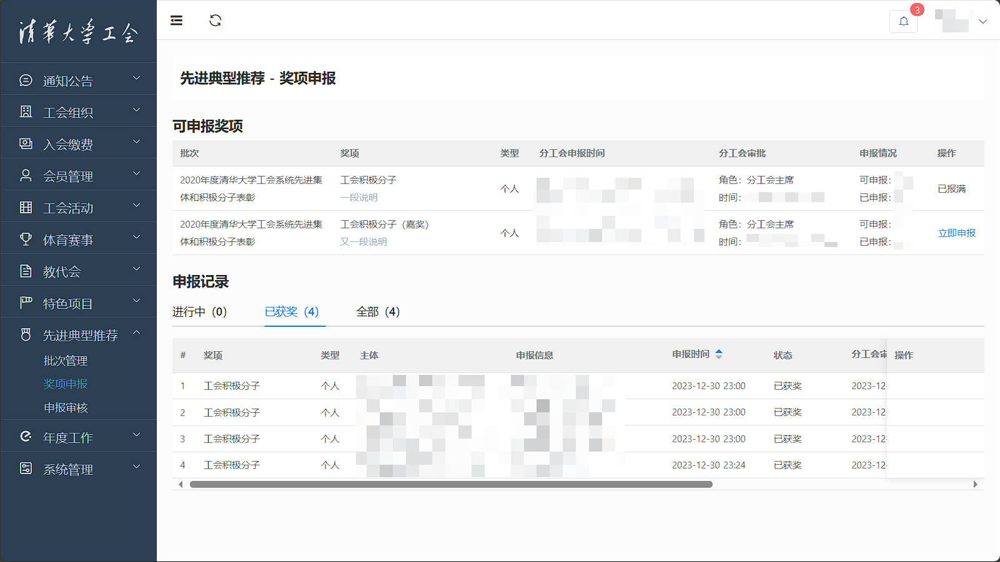 清华大学工会
3
通知公告
工会组织
入会缴费
会员管理
工会活动
体育赛事
教代会
特色项目
先进典型推荐
批次管理
奖项申报
申报审核
年度工作
系统管理
先进典型推荐 - 奖项申报
可申报奖项
批次 奖项 类型 分工会申报时间 分工会审批 申报情况 操作
2020年度清华大学工会系统先进集 工会积极分子 个人 角色：分工会主席 可申报： 已报满
体和积极分子表彰 一段说明 时间： 已申报：
2020年度清华大学工会系统先进集 工会积极分子（嘉奖） 个人 角色：分工会主席 可申报： 立即申报
体和积极分子表彰 又一段说明 时间： 已申报：
申报记录
进行中（0） 已获奖（4） 全部（4）
# 奖项 类型 主体 申报信息 申报时间 状态 分工会审 操作
1 工会积极分子 个人 2023-12-30 23:00 已获奖 2023-12-
2 工会积极分子 个人 2023-12-30 23:00 已获奖 2023-12-
3 工会积极分子 个人 2023-12-30 23:00 已获奖 2023-12-
4 工会积极分子 个人 2023-12-30 23:24 已获奖 2023-12-